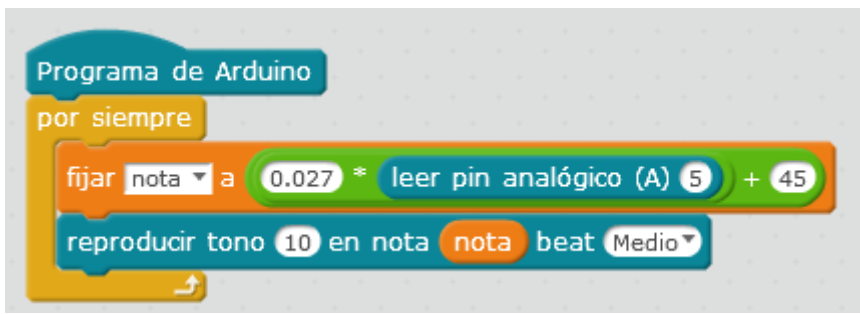 Programa de Arduino
por siempre
fijar nota a 0.027 * leer pin analógico (A) 5 + 45
reproducir tono 10 en nota nota beat Medio